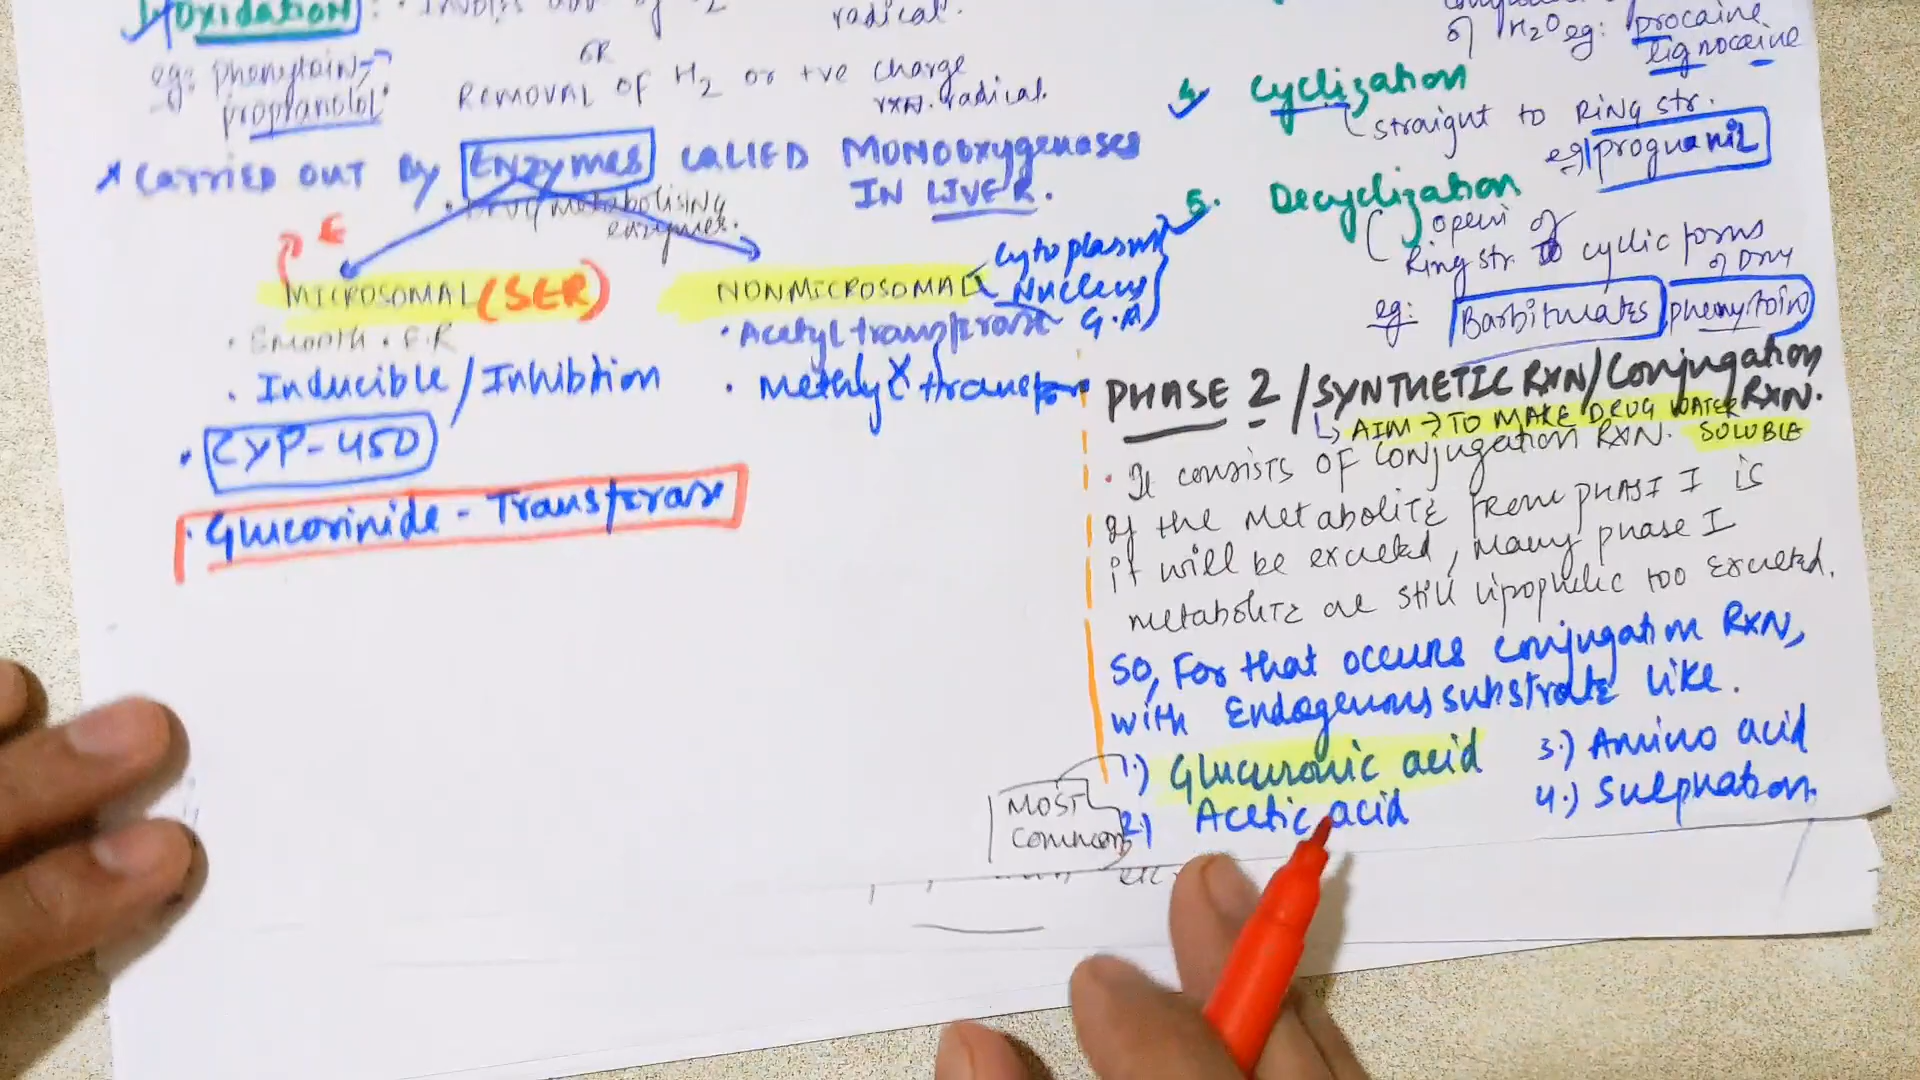 Oxidation:
radical.
eg: phenytoin,
propranolol
OR
REMOVAL OF H2 or +ve charge
rxn. radical.
* CARRIED OUT By ENZYMES CALLED MONOOXYGENASES
IN LIVER.
• Drug metabolising
enzymes.
E
MICROSOMAL (SER)
• Smooth . E.R
• Inducible / Inhibtion
• CYP-450
• Glucorinide - Transferase
NONMICROSOMAL
Cytoplasm
Nucleus
• Acetyl transferase
• Methly transfer
of H2O eg: procaine
lignocaine
4. Cyclization
straight to Ring str.
eg) proguanil
5. Decyclization
open of
Ring str. to cyclic forms
of Drug
eg: Barbituates phenytoin
PHASE 2 / SYNTHETIC RXN / Conjugation
RXN.
AIM → TO MAKE DRUG WATER
SOLUBLE
• It consists OF conjugation RXN.
If the Metabolite from PHASE I is
it will be excreted, Many phase I
metabolite are still lipophilic too excreted.
So, For that occurs conjugation RXN,
with Endogenous substrate like.
1.) Glucuronic acid
2.) Acetic acid
3.) Amino acid
4.) Sulphation.
MOST
Common